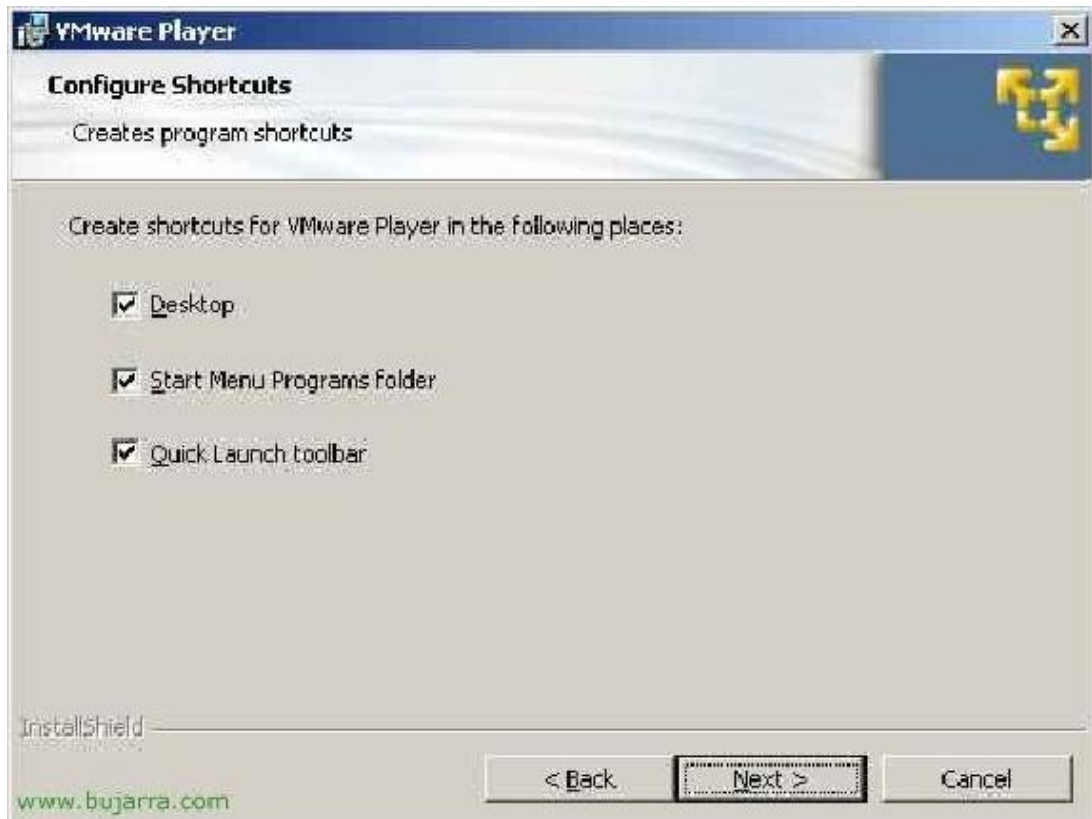 VMware Player
Configure Shortcuts
Creates program shortcuts
Create shortcuts for VMware Player in the following places:
Desktop
Start Menu Programs folder
Quick Launch toolbar
InstallShield
< Back
Next >
Cancel
www.bujarra.com